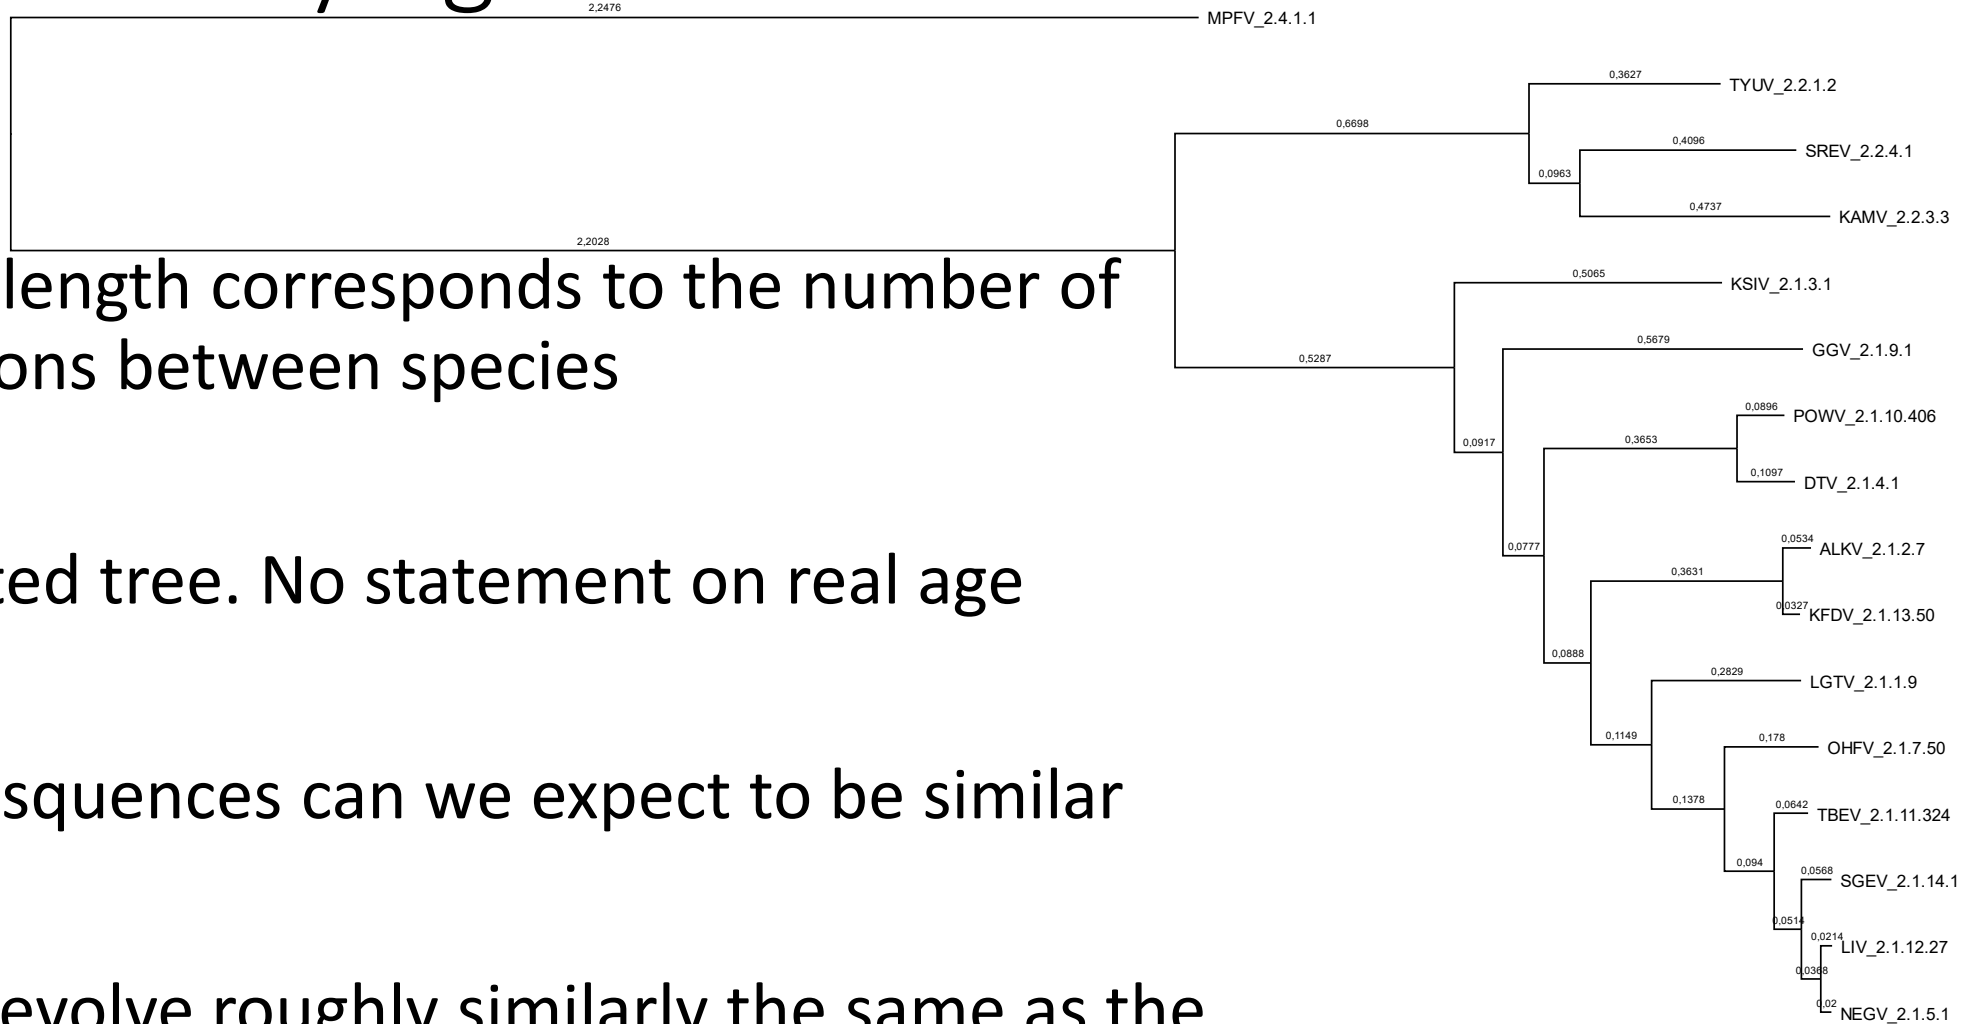 2,2476
MPFV_2.4.1.1
0,3627
TYUV_2.2.1.2
0,6698
0,4096
SREV_2.2.4.1
0,0963
0,4737
KAMV_2.2.3.3
2,2028
length corresponds to the number of
0,5065
KSIV_2.1.3.1
ons between species
0,5679
GGV_2.1.9.1
0,5287
0,0896
POWV_2.1.10.406
0,0917
0,3653
0,1097
DTV_2.1.4.1
0,0777
0,0534
ALKV_2.1.2.7
ted tree. No statement on real age
0,3631
0,0327
KFDV_2.1.13.50
0,0888
0,2829
LGTV_2.1.1.9
0,1149
0,178
OHFV_2.1.7.50
squences can we expect to be similar
0,1378
0,0642
TBEV_2.1.11.324
0,094
0,0568
SGEV_2.1.14.1
0,0514
0,0214
LIV_2.1.12.27
0,0368
0,02
NEGV_2.1.5.1
evolve roughly similarly the same as the